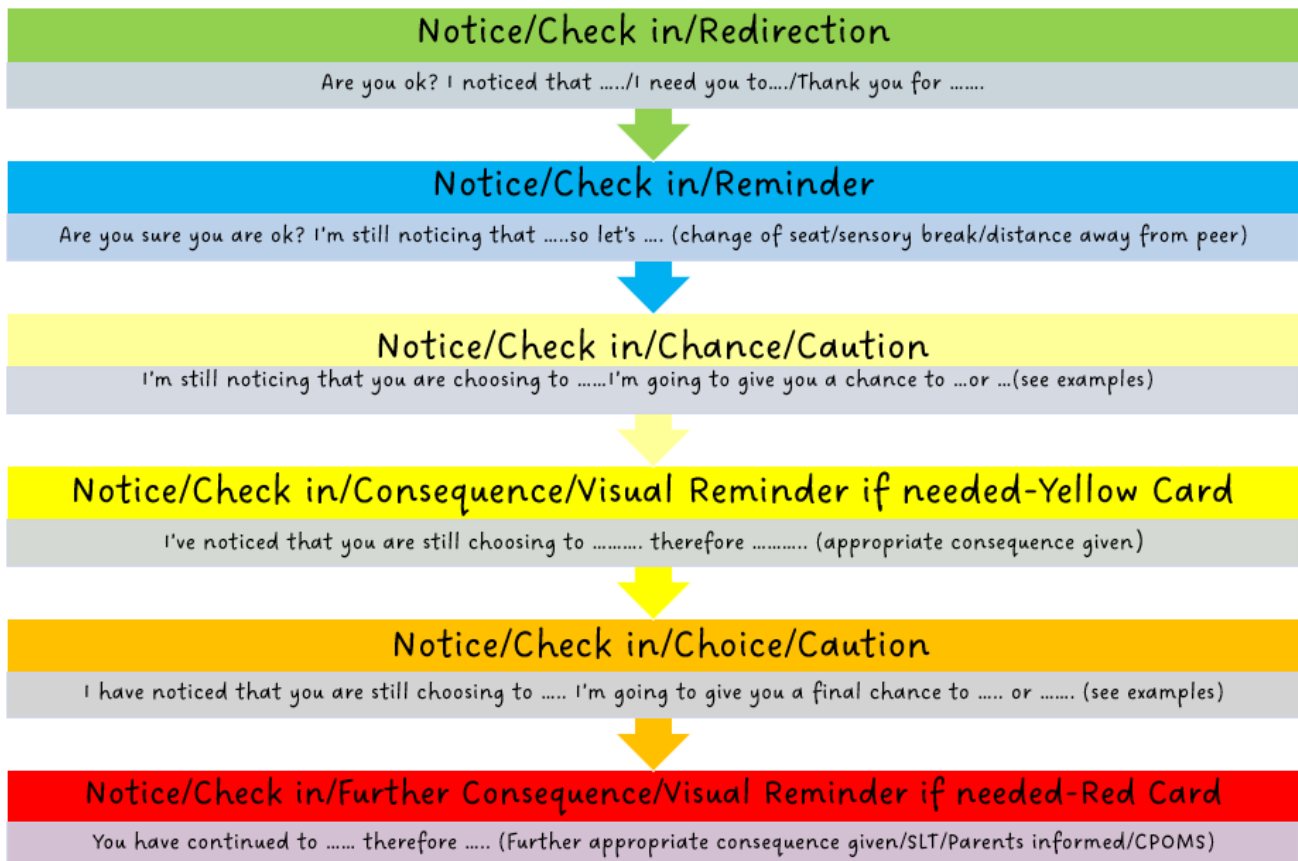 Notice/Check in/Redirection
Are you ok? I noticed that ...../I need you to..../Thank you for .......
Notice/Check in/Reminder
Are you sure you are ok? I'm still noticing that .....so let's .... (change of seat/sensory break/distance away from peer)
Notice/Check in/Chance/Caution
I'm still noticing that you are choosing to ......I'm going to give you a chance to ...or ...(see examples)
Notice/Check in/Consequence/Visual Reminder if needed-Yellow Card
I've noticed that you are still choosing to .......... therefore ........... (appropriate consequence given)
Notice/Check in/Choice/Caution
I have noticed that you are still choosing to ..... I'm going to give you a final chance to ..... or ....... (see examples)
Notice/Check in/Further Consequence/Visual Reminder if needed-Red Card
You have continued to ...... therefore ..... (Further appropriate consequence given/SLT/Parents informed/CPOMS)